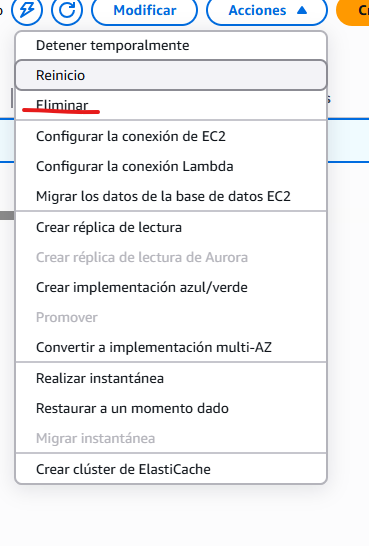 Modificar
Acciones
Detener temporalmente
Reinicio
Eliminar
Configurar la conexión de EC2
Configurar la conexión Lambda
Migrar los datos de la base de datos EC2
Crear réplica de lectura
Crear réplica de lectura de Aurora
Crear implementación azul/verde
Promover
Convertir a implementación multi-AZ
Realizar instantánea
Restaurar a un momento dado
Migrar instantánea
Crear clúster de ElastiCache